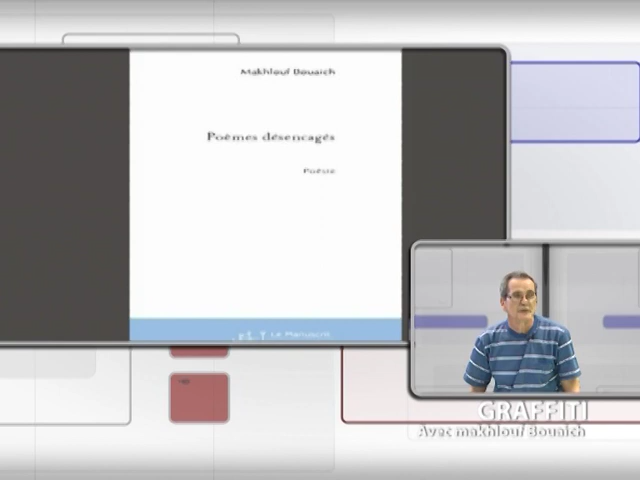 Makhlouf Bouaich
Poèmes désencagés
Poésie
Le Manuscrit
GRAFFITI
Avec makhlouf Bouaich